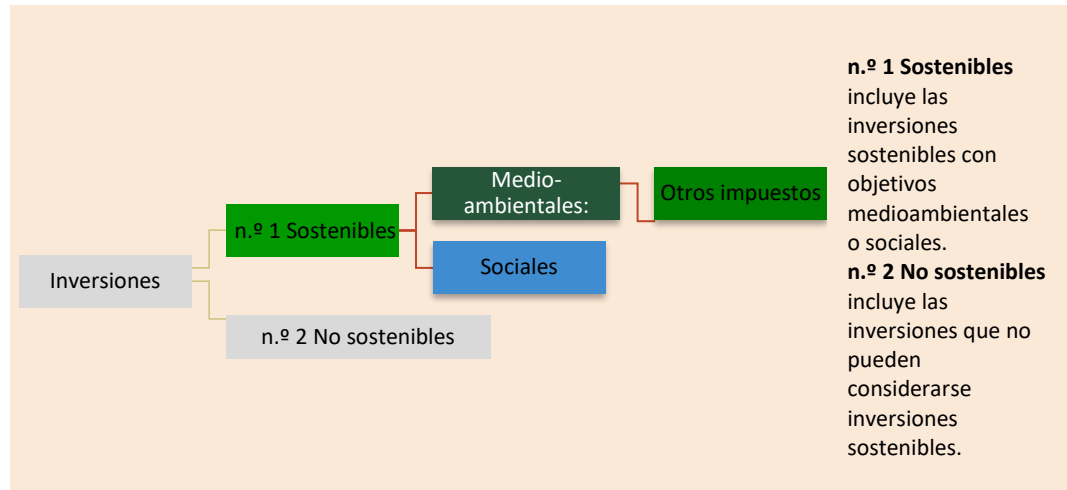 Inversiones
n.º 1 Sostenibles
n.º 2 No sostenibles
Medio-
ambientales:
Sociales
Otros impuestos
n.º 1 Sostenibles
incluye las
inversiones
sostenibles con
objetivos
medioambientales
o sociales.
n.º 2 No sostenibles
incluye las
inversiones que no
pueden
considerarse
inversiones
sostenibles.